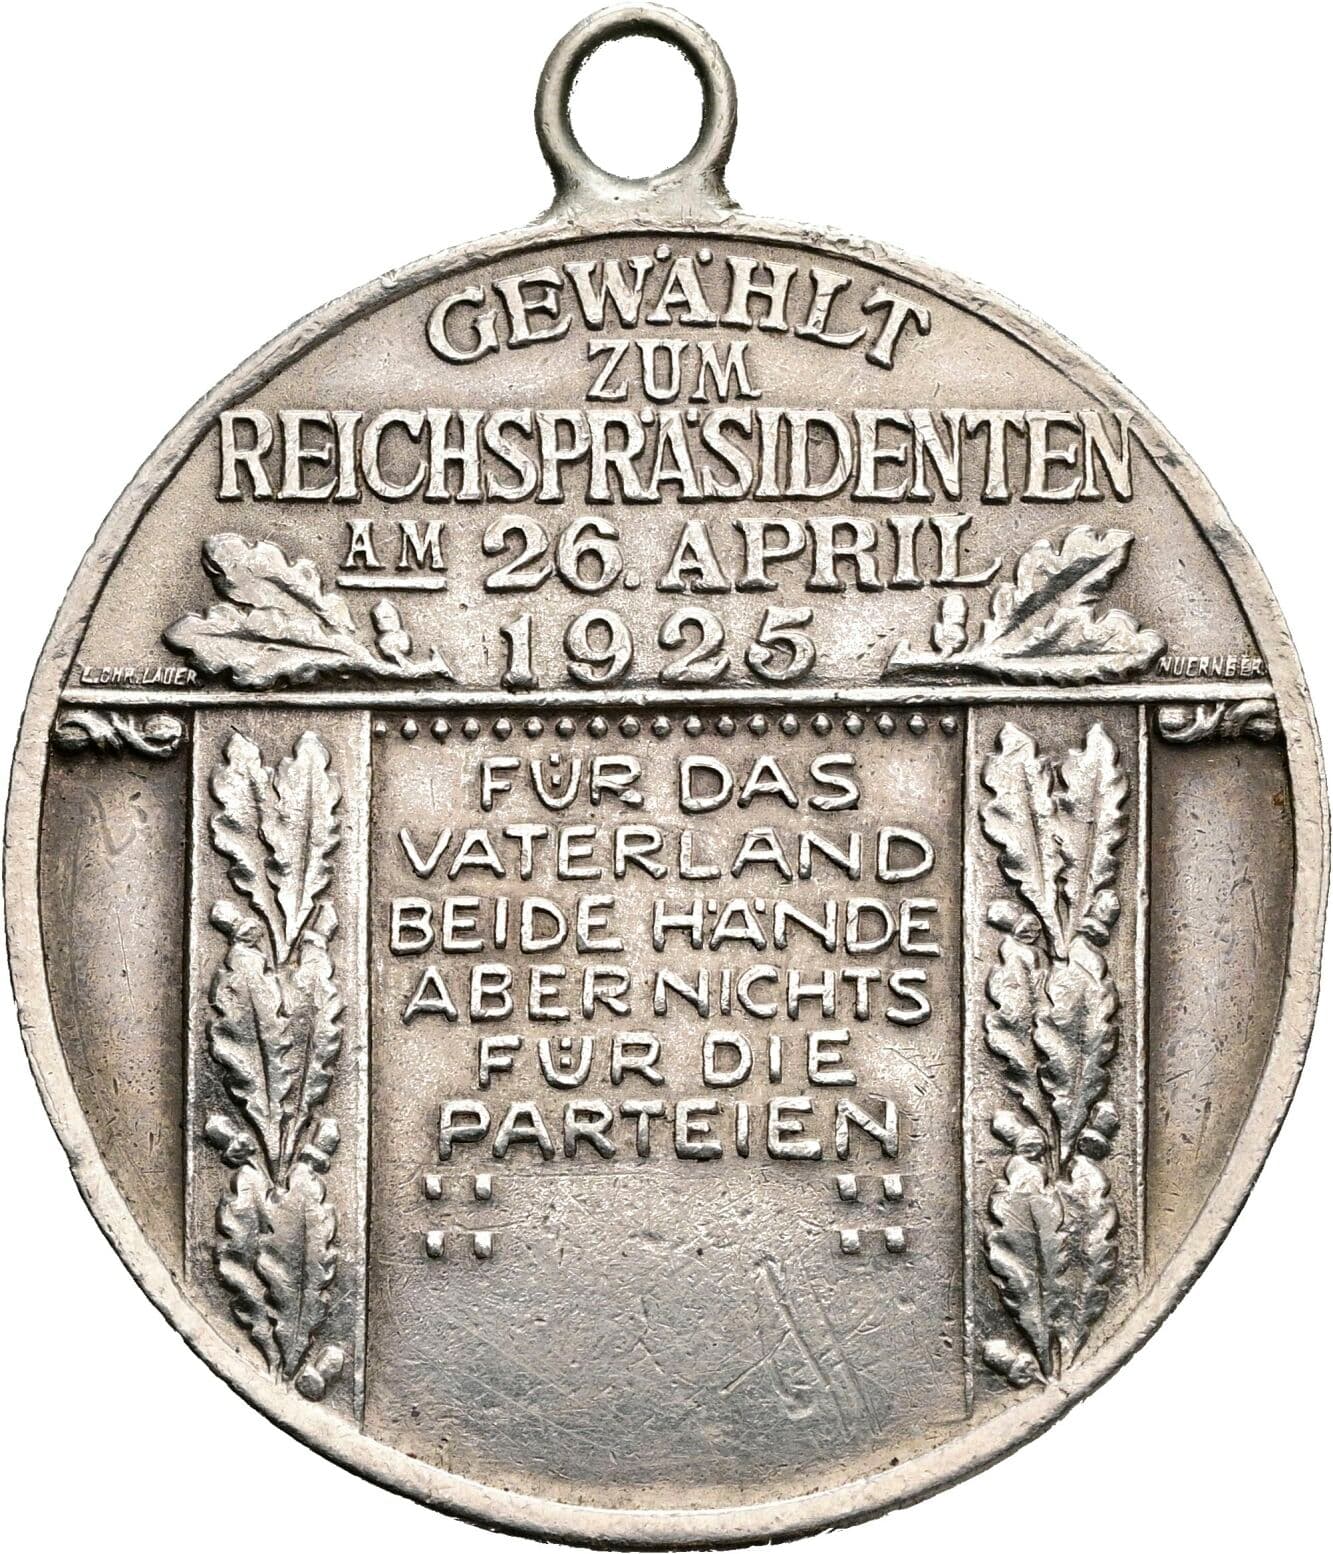 GEWÄHLT
ZUM
REICHSPRÄSIDENTEN
AM 26. APRIL
1925
L. CHR. LAUER NUERNBERG
FÜR DAS
VATERLAND
BEIDE HÄNDE
ABER NICHTS
FÜR DIE
PARTEIEN